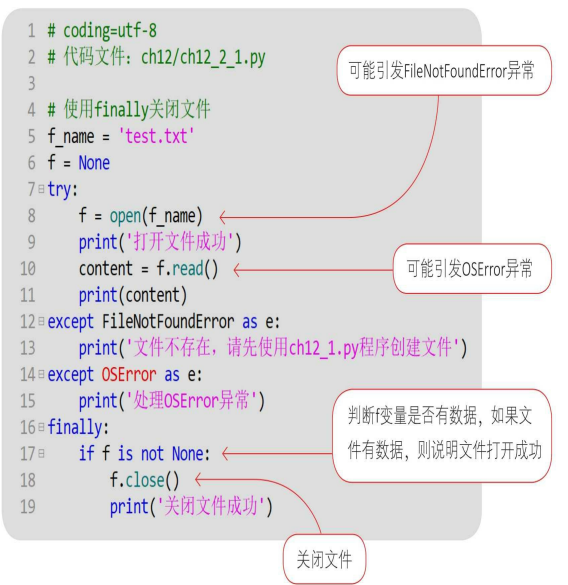 1 # coding=utf-8
2 # 代码文件：ch12/ch12_2_1.py
3
4 # 使用finally关闭文件
5 f_name = 'test.txt'
6 f = None
7 try:
8     f = open(f_name)
9     print('打开文件成功')
10     content = f.read()
11     print(content)
12 except FileNotFoundError as e:
13     print('文件不存在，请先使用ch12_1.py程序创建文件')
14 except OSError as e:
15     print('处理OSError异常')
16 finally:
17     if f is not None:
18         f.close()
19         print('关闭文件成功')
可能引发FileNotFoundError异常
可能引发OSError异常
判断f变量是否有数据，如果文
件有数据，则说明文件打开成功
关闭文件